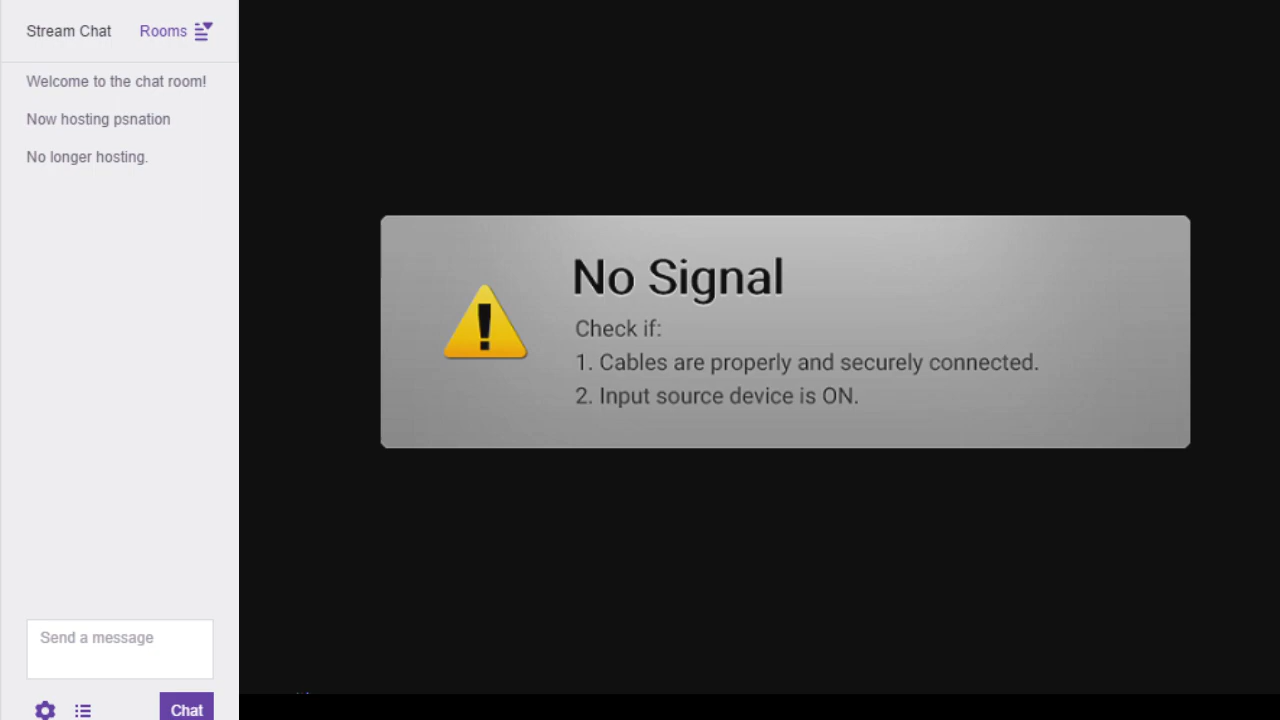 Stream Chat Rooms
Welcome to the chat room!
Now hosting psnation
No longer hosting.
Send a message
Chat
No Signal
Check if:
1. Cables are properly and securely connected.
2. Input source device is ON.